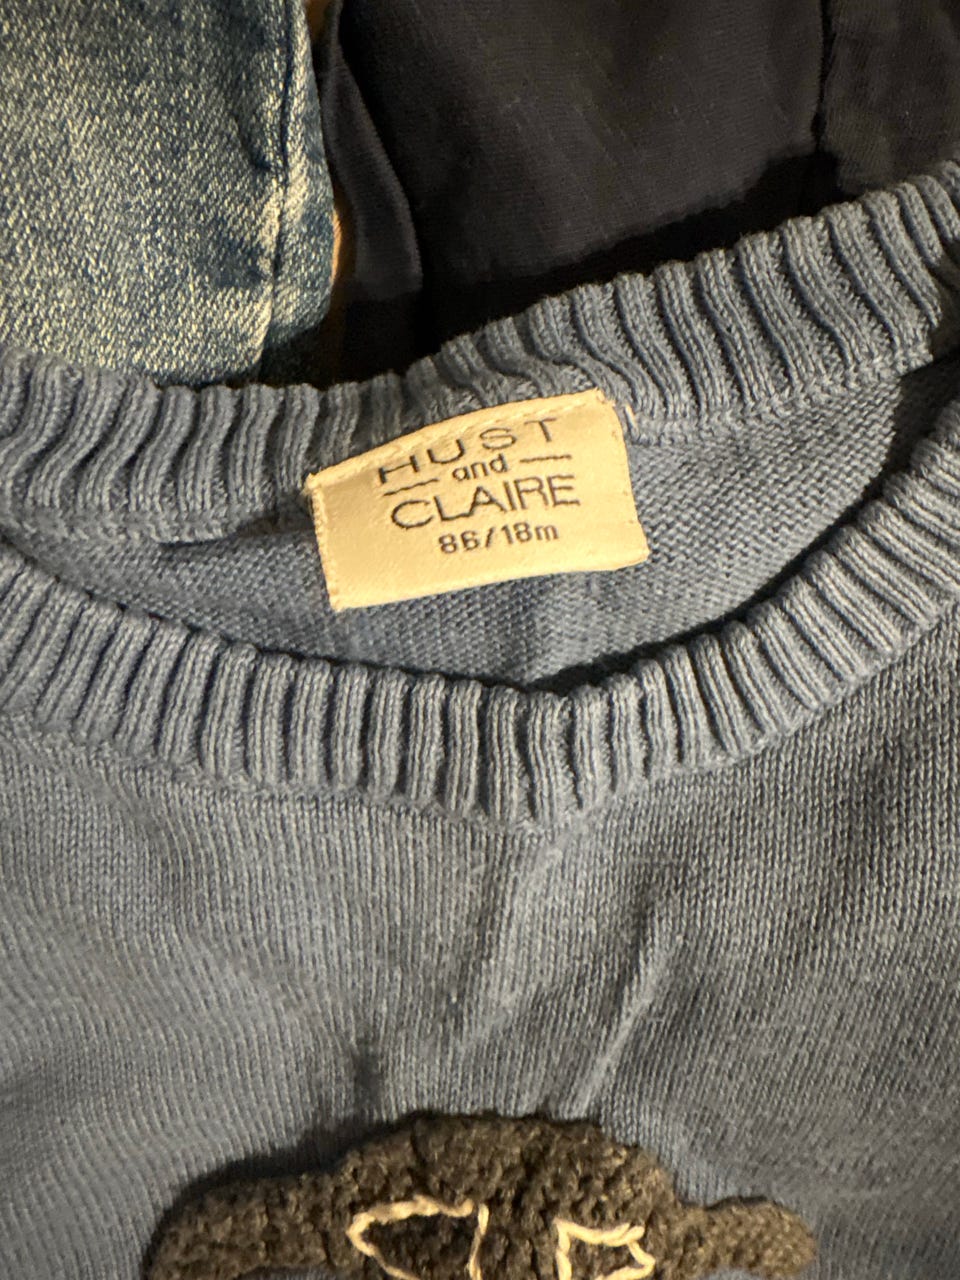 HUST
and
CLAIRE
86/18m